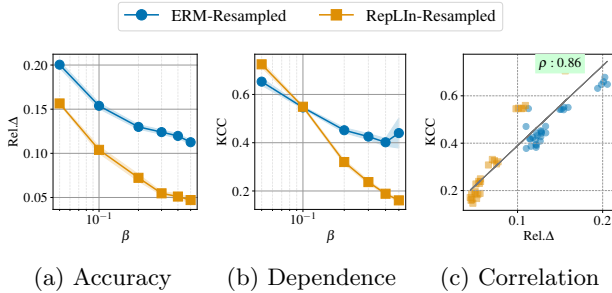 ERM-Resampled RepLIn-Resampled
0.20
0.15
0.10
0.05
Rel.Δ
10⁻¹
β
0.6
0.4
0.2
KCC
10⁻¹
β
ρ : 0.86
0.6
0.4
0.2
KCC
0.1 0.2
Rel.Δ
(a) Accuracy (b) Dependence (c) Correlation